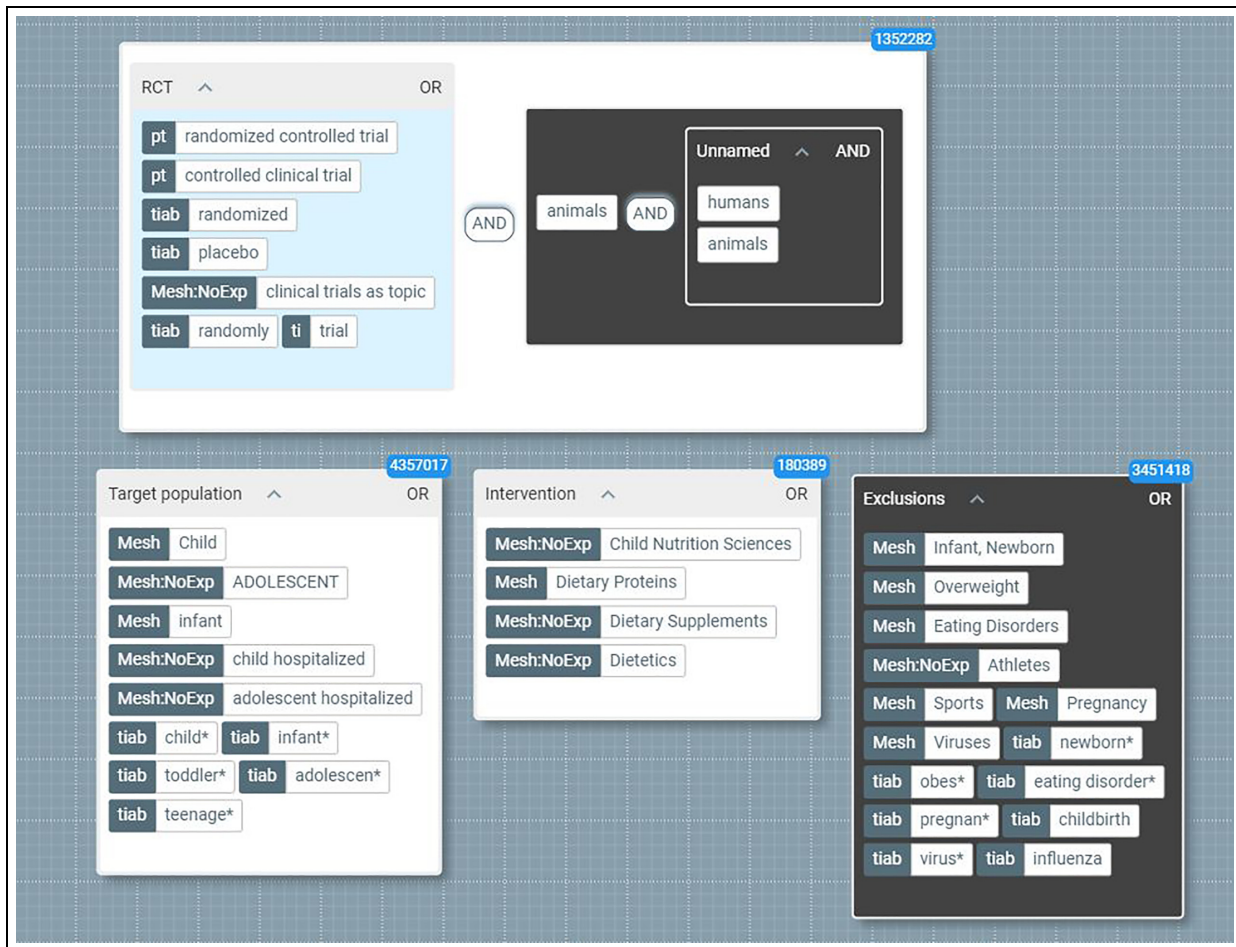 1352282
RCT OR
pt randomized controlled trial
pt controlled clinical trial
tiab randomized
tiab placebo
Mesh:NoExp clinical trials as topic
tiab randomly ti trial
AND
animals AND
Unnamed AND
humans
animals
4357017
Target population OR
Mesh Child
Mesh:NoExp ADOLESCENT
Mesh infant
Mesh:NoExp child hospitalized
Mesh:NoExp adolescent hospitalized
tiab child* tiab infant*
tiab toddler* tiab adolescen*
tiab teenage*
180389
Intervention OR
Mesh:NoExp Child Nutrition Sciences
Mesh Dietary Proteins
Mesh:NoExp Dietary Supplements
Mesh:NoExp Dietetics
3451418
Exclusions OR
Mesh Infant, Newborn
Mesh Overweight
Mesh Eating Disorders
Mesh:NoExp Athletes
Mesh Sports Mesh Pregnancy
Mesh Viruses tiab newborn*
tiab obes* tiab eating disorder*
tiab pregnan* tiab childbirth
tiab virus* tiab influenza